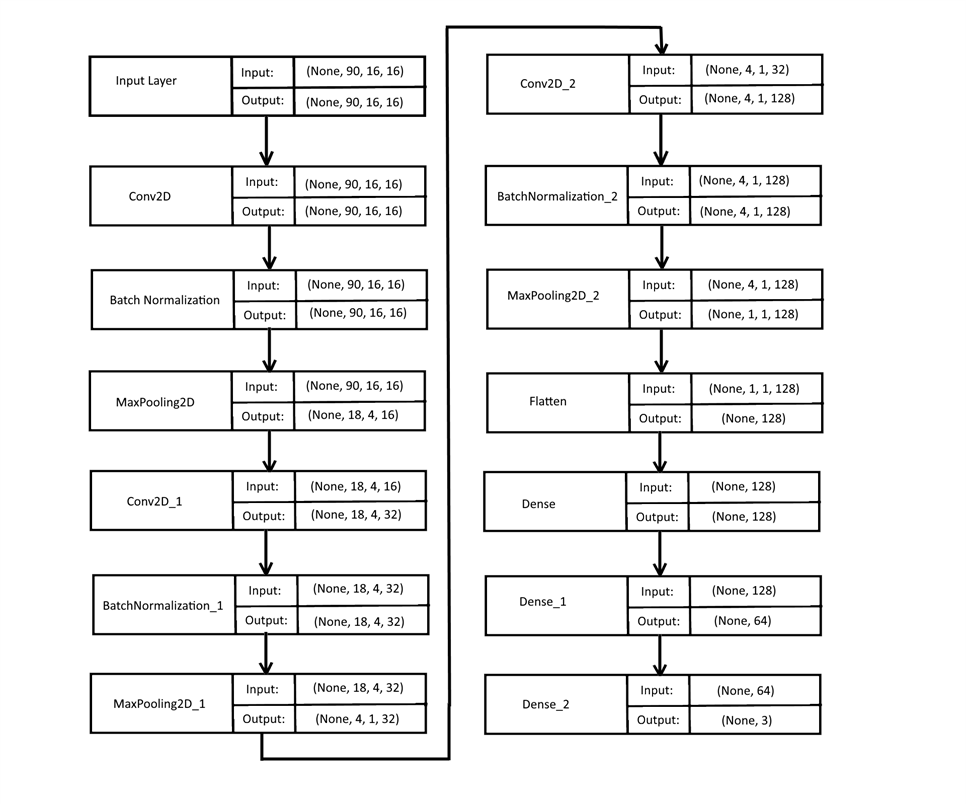 Input Layer
Input: (None, 90, 16, 16)
Output: (None, 90, 16, 16)
Conv2D
Input: (None, 90, 16, 16)
Output: (None, 90, 16, 16)
Batch Normalization
Input: (None, 90, 16, 16)
Output: (None, 90, 16, 16)
MaxPooling2D
Input: (None, 90, 16, 16)
Output: (None, 18, 4, 16)
Conv2D_1
Input: (None, 18, 4, 16)
Output: (None, 18, 4, 32)
BatchNormalization_1
Input: (None, 18, 4, 32)
Output: (None, 18, 4, 32)
MaxPooling2D_1
Input: (None, 18, 4, 32)
Output: (None, 4, 1, 32)
Conv2D_2
Input: (None, 4, 1, 32)
Output: (None, 4, 1, 128)
BatchNormalization_2
Input: (None, 4, 1, 128)
Output: (None, 4, 1, 128)
MaxPooling2D_2
Input: (None, 4, 1, 128)
Output: (None, 1, 1, 128)
Flatten
Input: (None, 1, 1, 128)
Output: (None, 128)
Dense
Input: (None, 128)
Output: (None, 128)
Dense_1
Input: (None, 128)
Output: (None, 64)
Dense_2
Input: (None, 64)
Output: (None, 3)